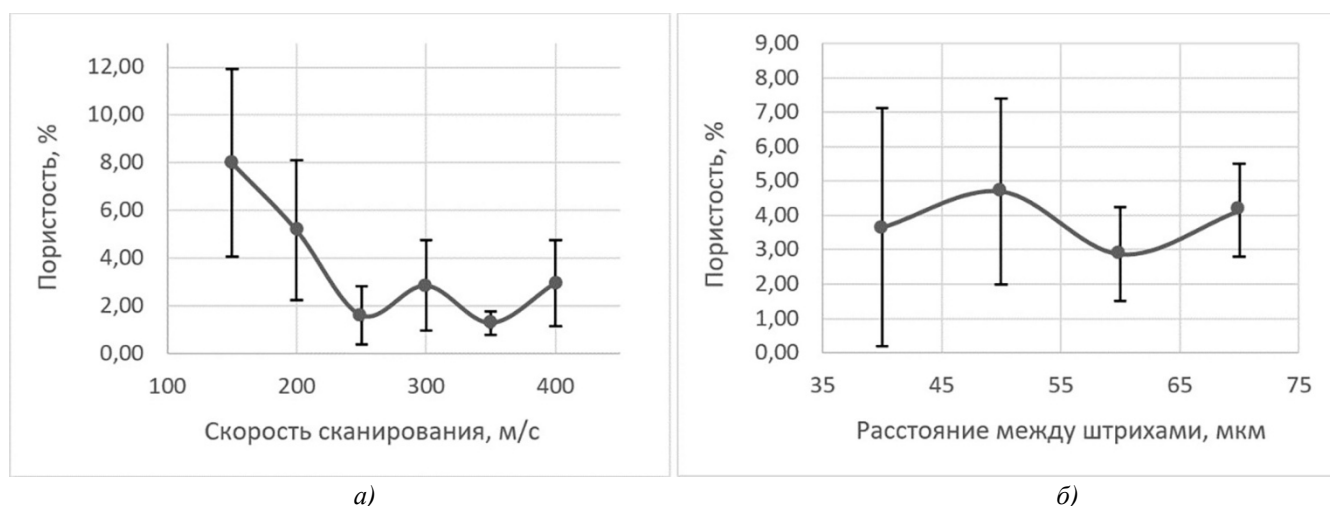 12,00
10,00
8,00
6,00
4,00
2,00
0,00
Пористость, %
100 200 300 400
Скорость сканирования, м/с
а)
9,00
8,00
7,00
6,00
5,00
4,00
3,00
2,00
1,00
0,00
Пористость, %
35 45 55 65 75
Расстояние между штрихами, мкм
б)